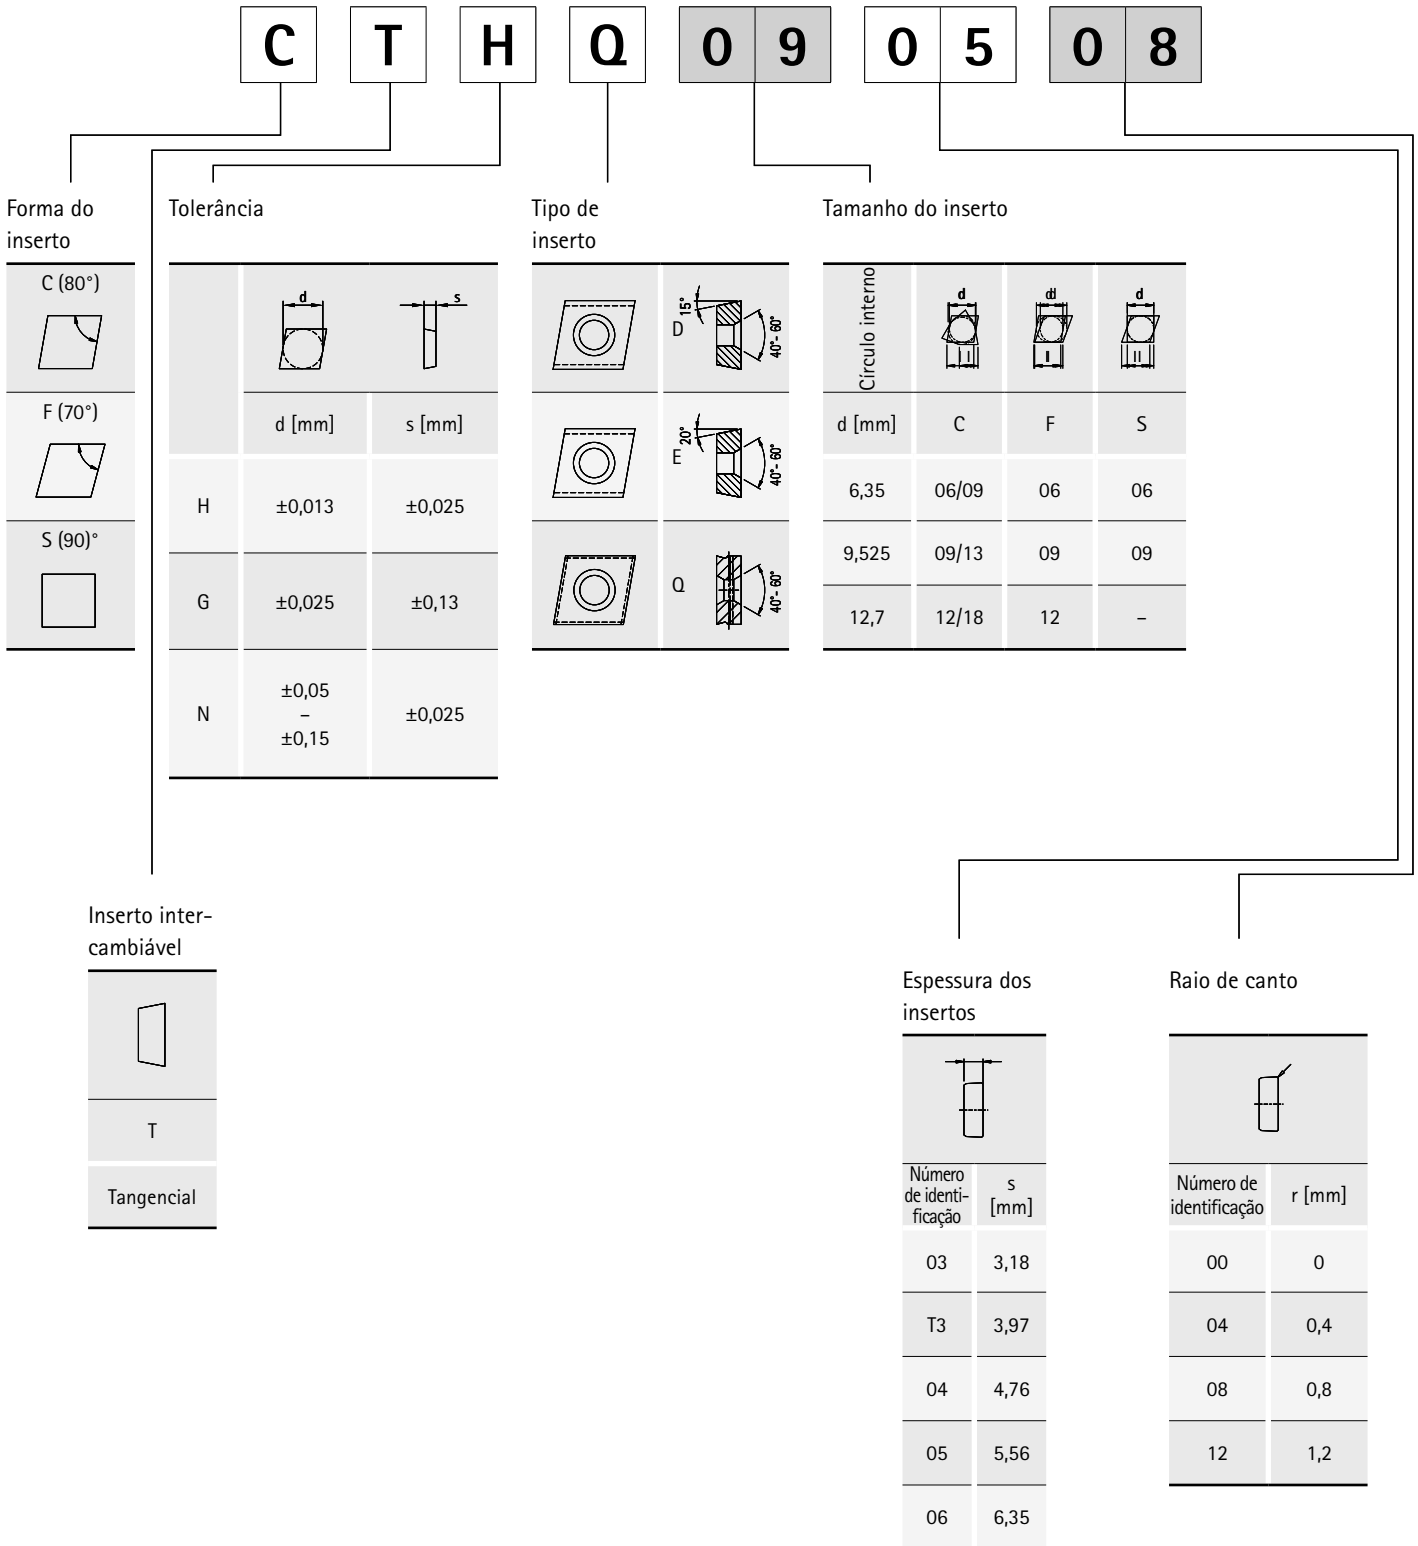 C T H Q 0 9 0 5 0 8
Forma do
inserto
C (80°)
F (70°)
S (90)°
Tolerância
d
s
d [mm] s [mm]
H ±0,013 ±0,025
G ±0,025 ±0,13
N ±0,05
–
±0,15 ±0,025
Tipo de
inserto
D 15° 40°- 60°
E 20° 40°- 60°
Q 40°- 60°
Tamanho do inserto
Círculo interno
d d d
d [mm] C F S
6,35 06/09 06 06
9,525 09/13 09 09
12,7 12/18 12 –
Inserto inter-
cambiável
T
Tangencial
Espessura dos
insertos
Número
de identi-
ficação
s
[mm]
03 3,18
T3 3,97
04 4,76
05 5,56
06 6,35
Raio de canto
Número de
identificação
r [mm]
00 0
04 0,4
08 0,8
12 1,2